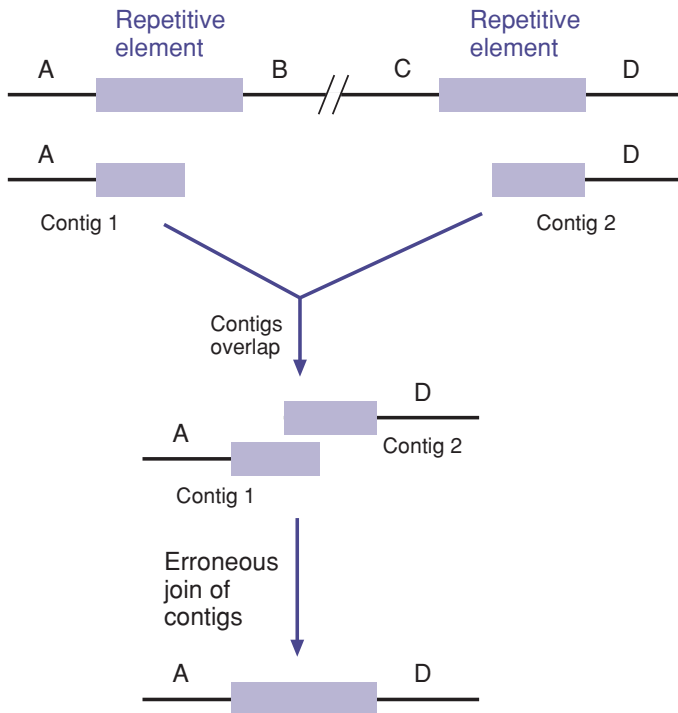 Repetitive
element
Repetitive
element
A
B
C
D
A
D
Contig 1
Contig 2
Contigs
overlap
D
A
Contig 2
Contig 1
Erroneous
join of
contigs
A
D